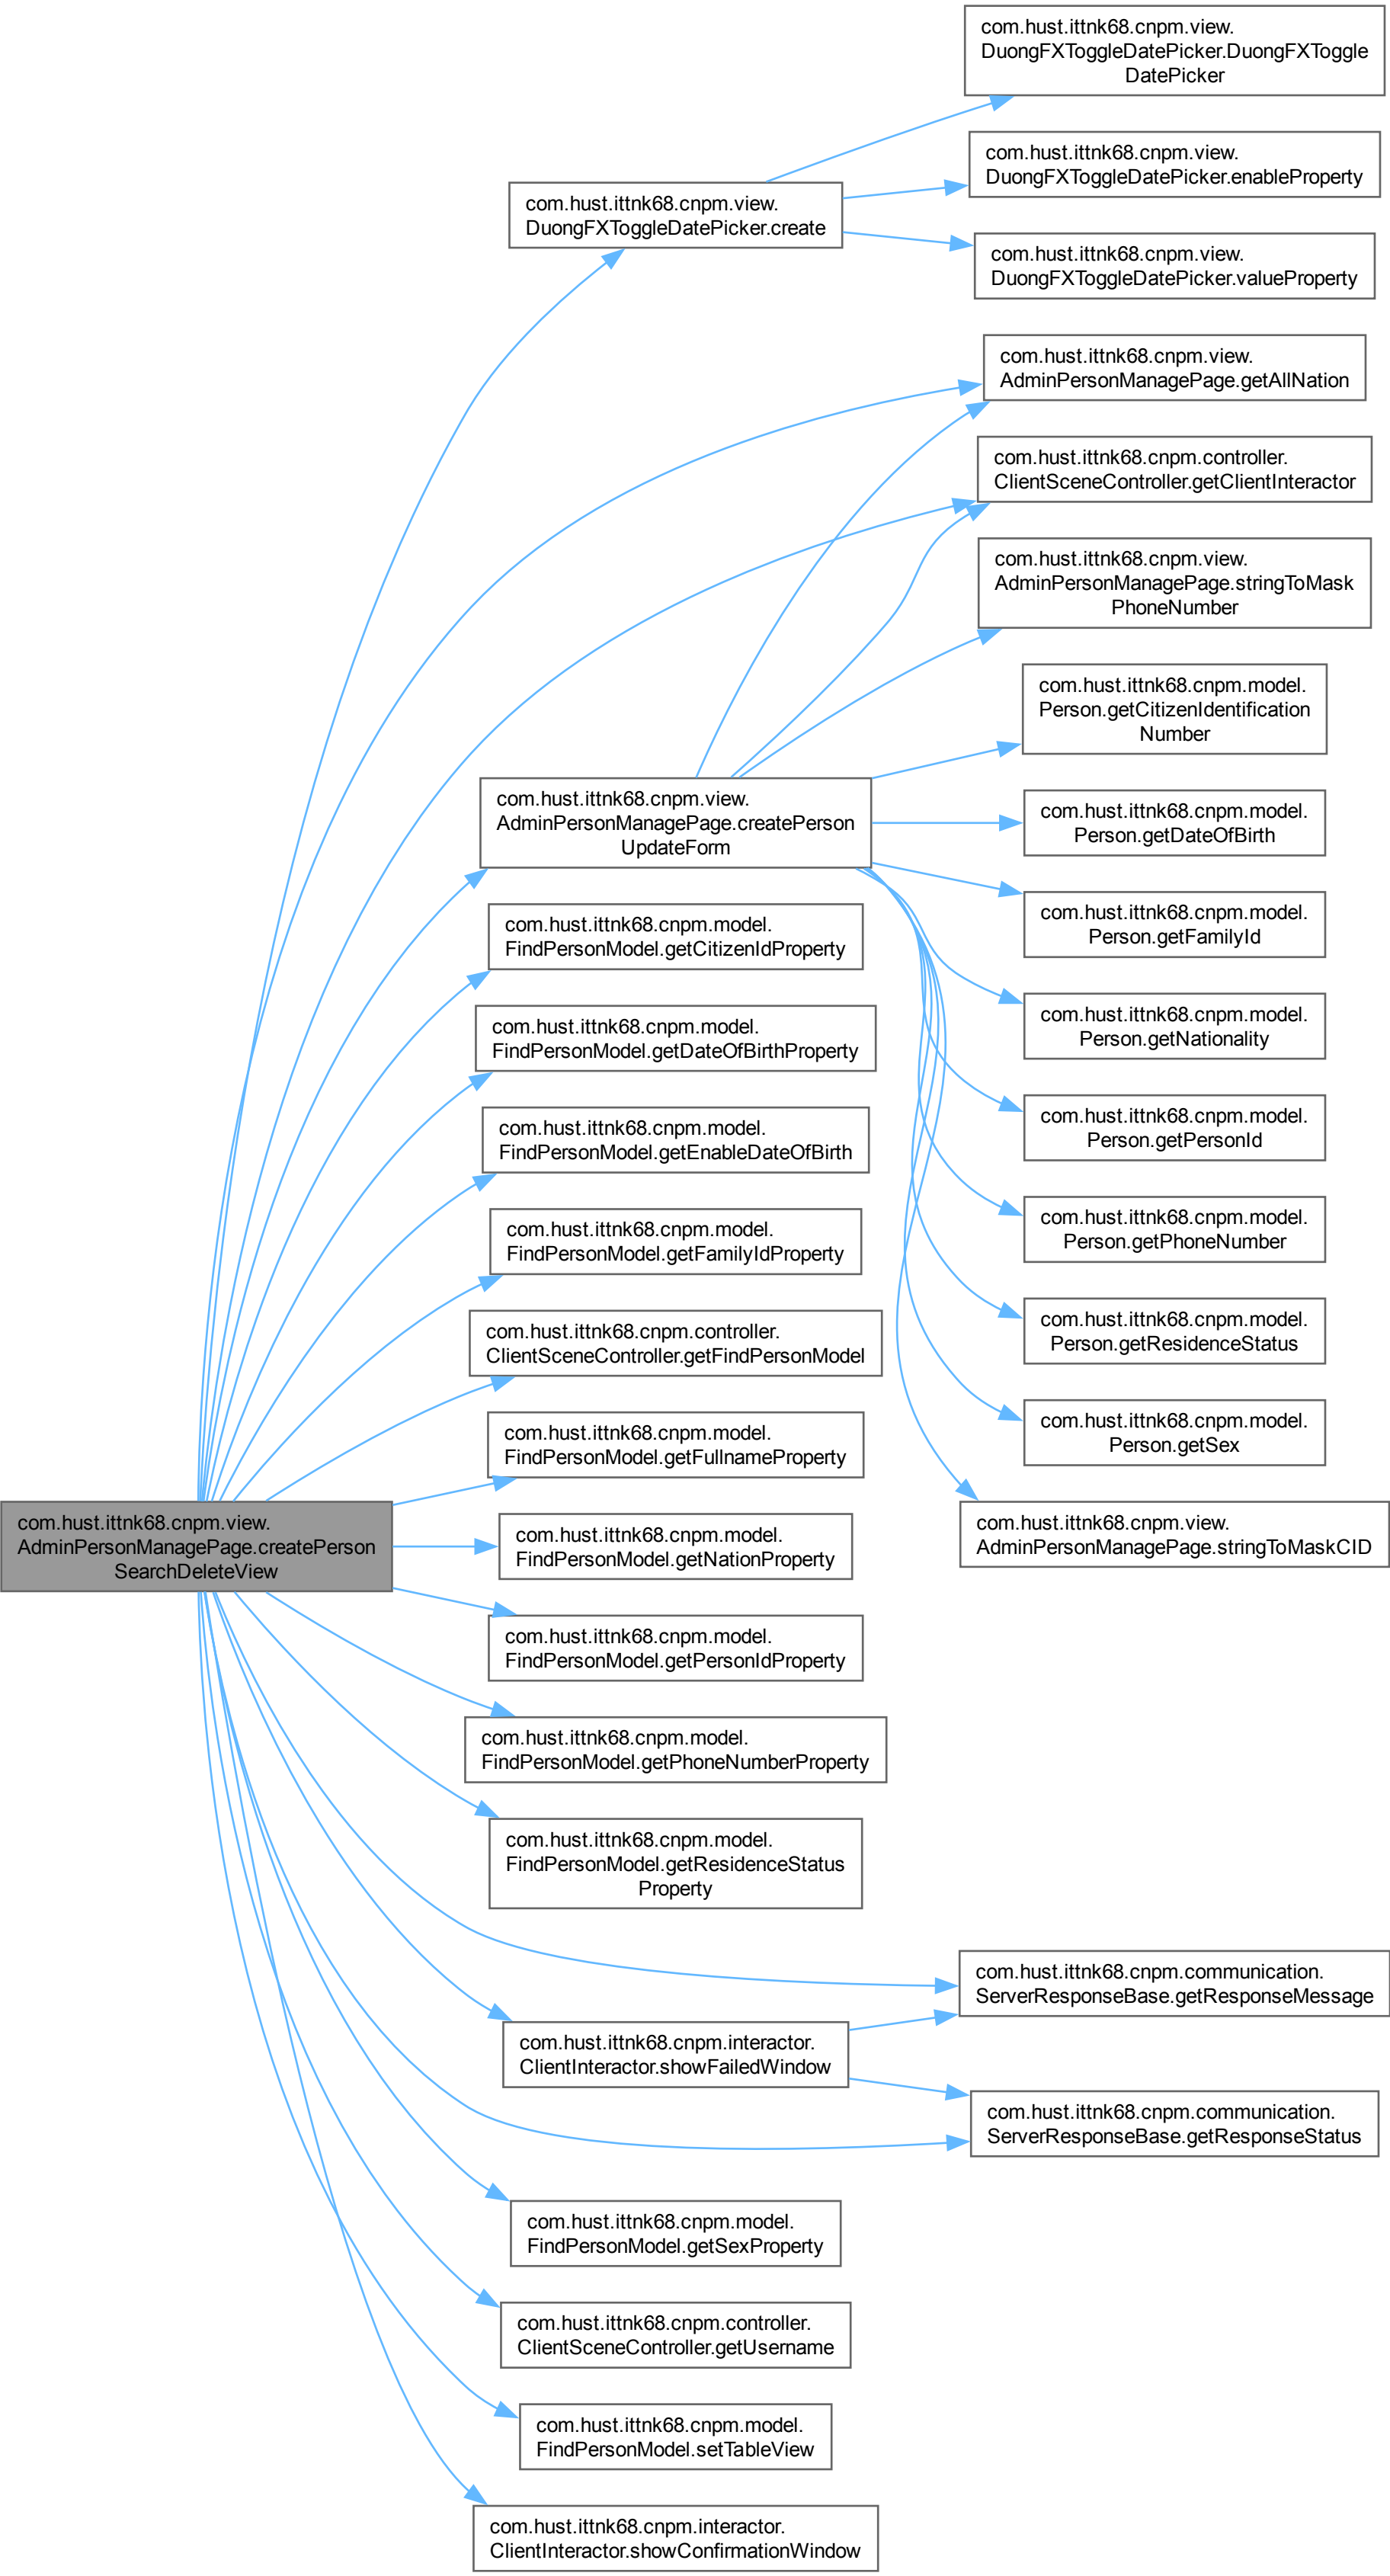 com.hust.ittnk68.cnpm.view.
DuongFXToggleDatePicker.DuongFXToggle
DatePicker
com.hust.ittnk68.cnpm.view.
DuongFXToggleDatePicker.enableProperty
com.hust.ittnk68.cnpm.view.
DuongFXToggleDatePicker.create
com.hust.ittnk68.cnpm.view.
DuongFXToggleDatePicker.valueProperty
com.hust.ittnk68.cnpm.view.
AdminPersonManagePage.getAllNation
com.hust.ittnk68.cnpm.controller.
ClientSceneController.getClientInteractor
com.hust.ittnk68.cnpm.view.
AdminPersonManagePage.stringToMask
PhoneNumber
com.hust.ittnk68.cnpm.model.
Person.getCitizenIdentification
Number
com.hust.ittnk68.cnpm.view.
AdminPersonManagePage.createPerson
UpdateForm
com.hust.ittnk68.cnpm.model.
Person.getDateOfBirth
com.hust.ittnk68.cnpm.model.
Person.getFamilyId
com.hust.ittnk68.cnpm.model.
FindPersonModel.getCitizenIdProperty
com.hust.ittnk68.cnpm.model.
Person.getNationality
com.hust.ittnk68.cnpm.model.
FindPersonModel.getDateOfBirthProperty
com.hust.ittnk68.cnpm.model.
Person.getPersonId
com.hust.ittnk68.cnpm.model.
FindPersonModel.getEnableDateOfBirth
com.hust.ittnk68.cnpm.model.
Person.getPhoneNumber
com.hust.ittnk68.cnpm.model.
FindPersonModel.getFamilyIdProperty
com.hust.ittnk68.cnpm.model.
Person.getResidenceStatus
com.hust.ittnk68.cnpm.controller.
ClientSceneController.getFindPersonModel
com.hust.ittnk68.cnpm.model.
Person.getSex
com.hust.ittnk68.cnpm.model.
FindPersonModel.getFullnameProperty
com.hust.ittnk68.cnpm.view.
AdminPersonManagePage.stringToMaskCID
com.hust.ittnk68.cnpm.view.
AdminPersonManagePage.createPerson
SearchDeleteView
com.hust.ittnk68.cnpm.model.
FindPersonModel.getNationProperty
com.hust.ittnk68.cnpm.model.
FindPersonModel.getPersonIdProperty
com.hust.ittnk68.cnpm.model.
FindPersonModel.getPhoneNumberProperty
com.hust.ittnk68.cnpm.model.
FindPersonModel.getResidenceStatus
Property
com.hust.ittnk68.cnpm.communication.
ServerResponseBase.getResponseMessage
com.hust.ittnk68.cnpm.interactor.
ClientInteractor.showFailedWindow
com.hust.ittnk68.cnpm.communication.
ServerResponseBase.getResponseStatus
com.hust.ittnk68.cnpm.model.
FindPersonModel.getSexProperty
com.hust.ittnk68.cnpm.controller.
ClientSceneController.getUsername
com.hust.ittnk68.cnpm.model.
FindPersonModel.setTableView
com.hust.ittnk68.cnpm.interactor.
ClientInteractor.showConfirmationWindow